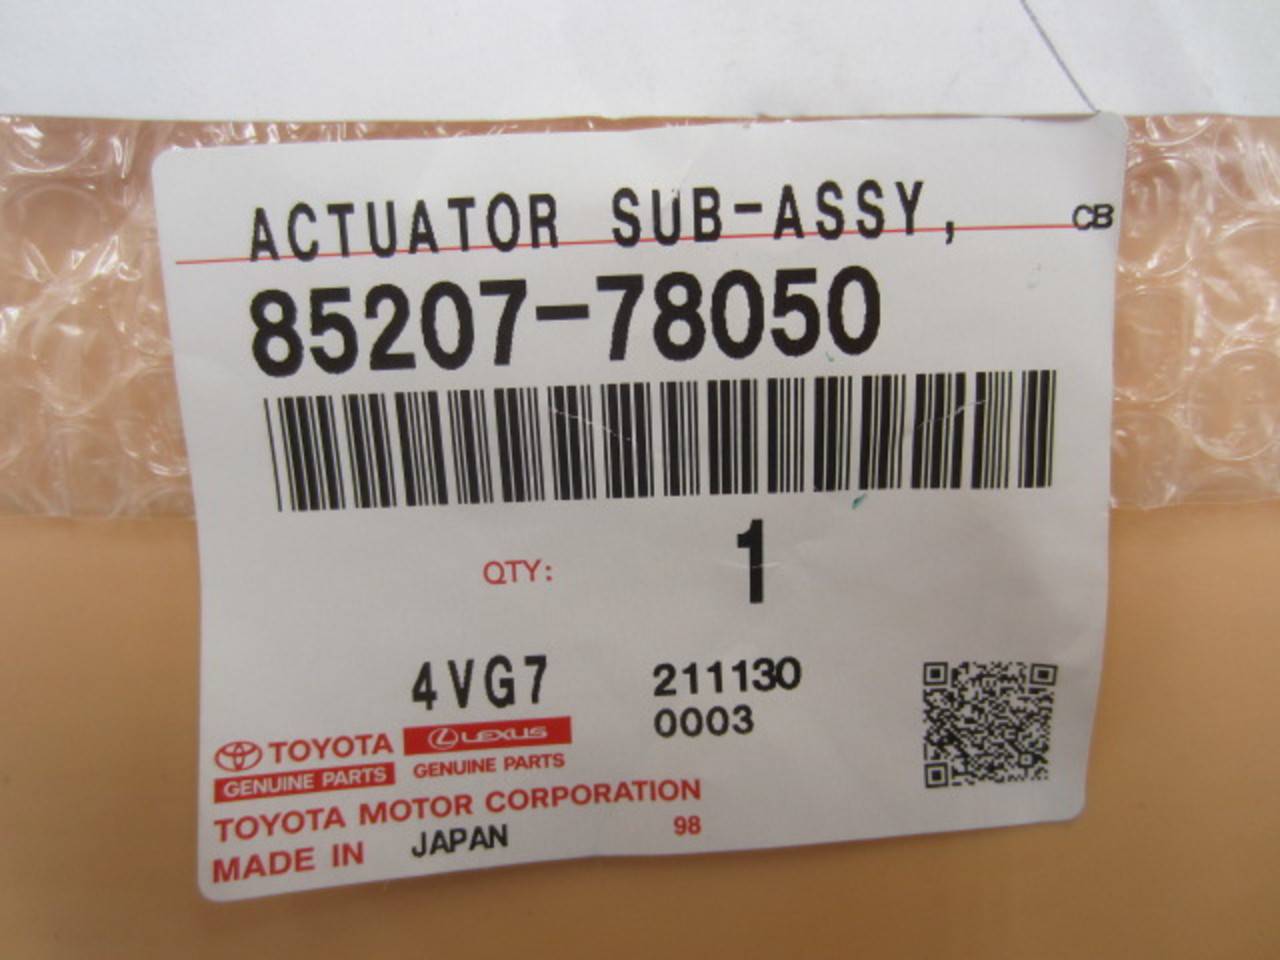 ACTUATOR SUB-ASSY, CB
85207-78050
QTY: 1
4VG7 211130
0003
TOYOTA LEXUS
GENUINE PARTS GENUINE PARTS
TOYOTA MOTOR CORPORATION
MADE IN JAPAN 98